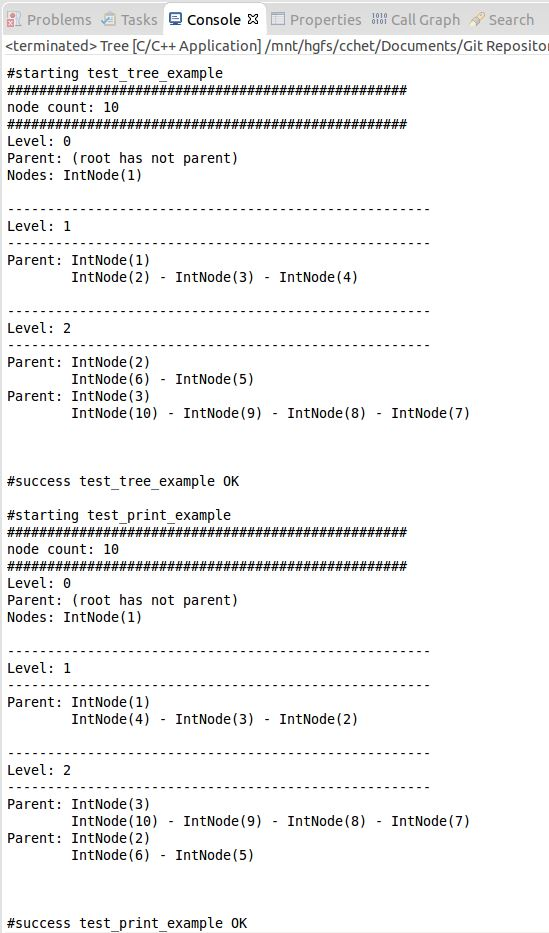 Problems Tasks Console Properties Call Graph Search
<terminated> Tree [C/C++ Application] /mnt/hgfs/cchet/Documents/Git Repositor
#starting test_tree_example
##################################################
node count: 10
##################################################
Level: 0
Parent: (root has not parent)
Nodes: IntNode(1)
-----------------------------------------------------
Level: 1
-----------------------------------------------------
Parent: IntNode(1)
IntNode(2) - IntNode(3) - IntNode(4)
-----------------------------------------------------
Level: 2
-----------------------------------------------------
Parent: IntNode(2)
IntNode(6) - IntNode(5)
Parent: IntNode(3)
IntNode(10) - IntNode(9) - IntNode(8) - IntNode(7)
#success test_tree_example OK
#starting test_print_example
##################################################
node count: 10
##################################################
Level: 0
Parent: (root has not parent)
Nodes: IntNode(1)
-----------------------------------------------------
Level: 1
-----------------------------------------------------
Parent: IntNode(1)
IntNode(4) - IntNode(3) - IntNode(2)
-----------------------------------------------------
Level: 2
-----------------------------------------------------
Parent: IntNode(3)
IntNode(10) - IntNode(9) - IntNode(8) - IntNode(7)
Parent: IntNode(2)
IntNode(6) - IntNode(5)
#success test_print_example OK